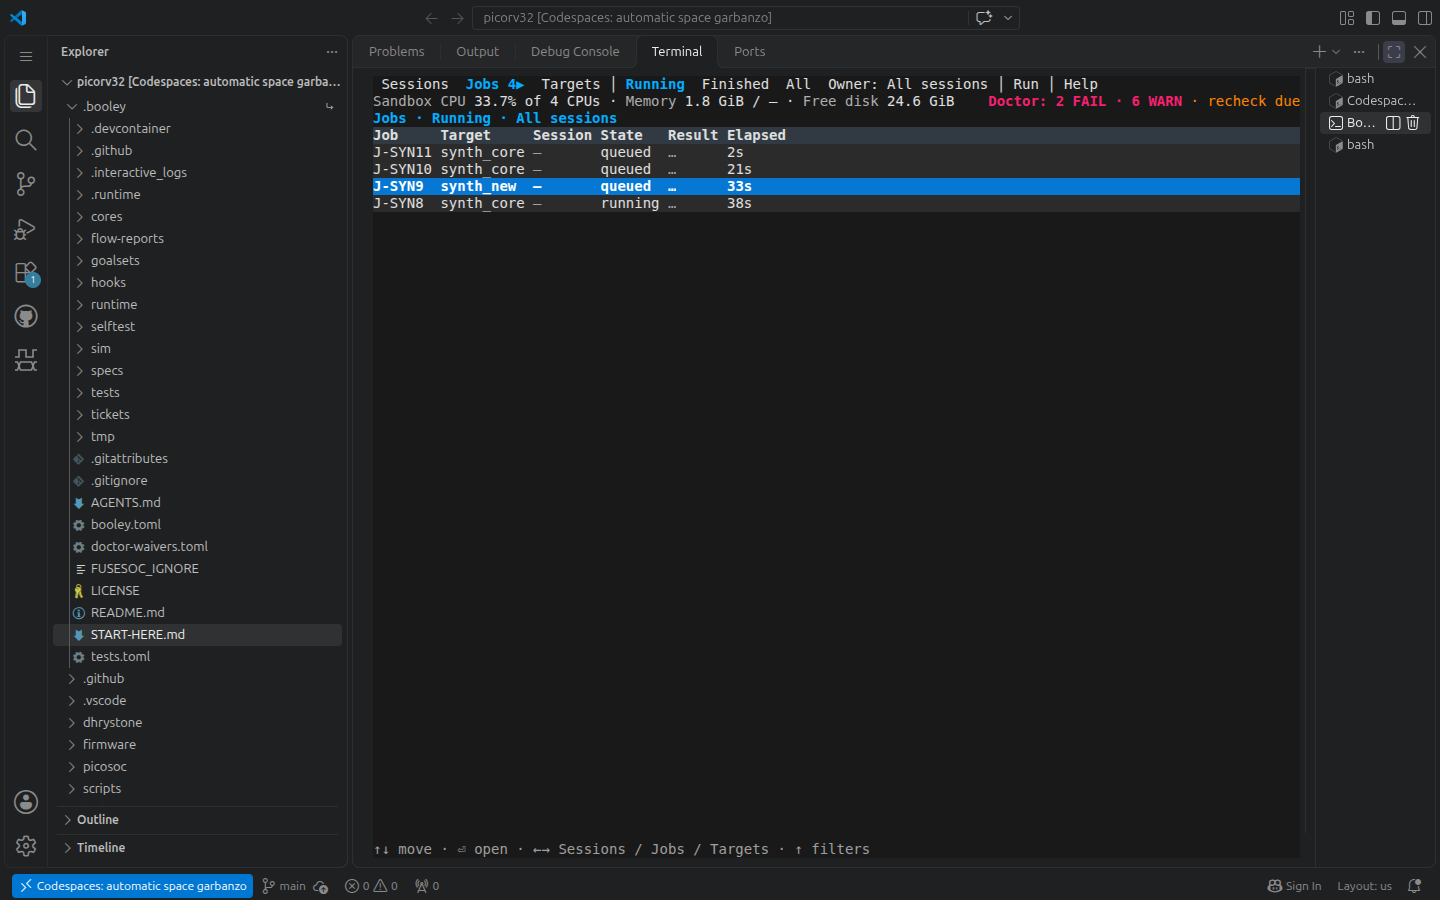 picorv32 [Codespaces: automatic space garbanzo]
Explorer
picorv32 [Codespaces: automatic space garba...
.booley
.devcontainer
.github
.interactive_logs
.runtime
cores
flow-reports
goalsets
hooks
runtime
selftest
sim
specs
tests
tickets
tmp
.gitattributes
.gitignore
AGENTS.md
booley.toml
doctor-waivers.toml
FUSESOC_IGNORE
LICENSE
README.md
START-HERE.md
tests.toml
.github
.vscode
dhrystone
firmware
picosoc
scripts
Outline
Timeline
1
Problems Output Debug Console Terminal Ports
Sessions Jobs 4▶ Targets | Running Finished All Owner: All sessions | Run | Help
Sandbox CPU 33.7% of 4 CPUs · Memory 1.8 GiB / — · Free disk 24.6 GiB Doctor: 2 FAIL · 6 WARN · recheck due
Jobs · Running · All sessions
Job Target Session State Result Elapsed
J-SYN11 synth_core — queued … 2s
J-SYN10 synth_core — queued … 21s
J-SYN9 synth_new — queued … 33s
J-SYN8 synth_core — running … 38s
↑↓ move · ⏎ open · ←→ Sessions / Jobs / Targets · ↑ filters
bash
Codespac...
Bo...
bash
Codespaces: automatic space garbanzo main 0 0 0 Sign In Layout: us